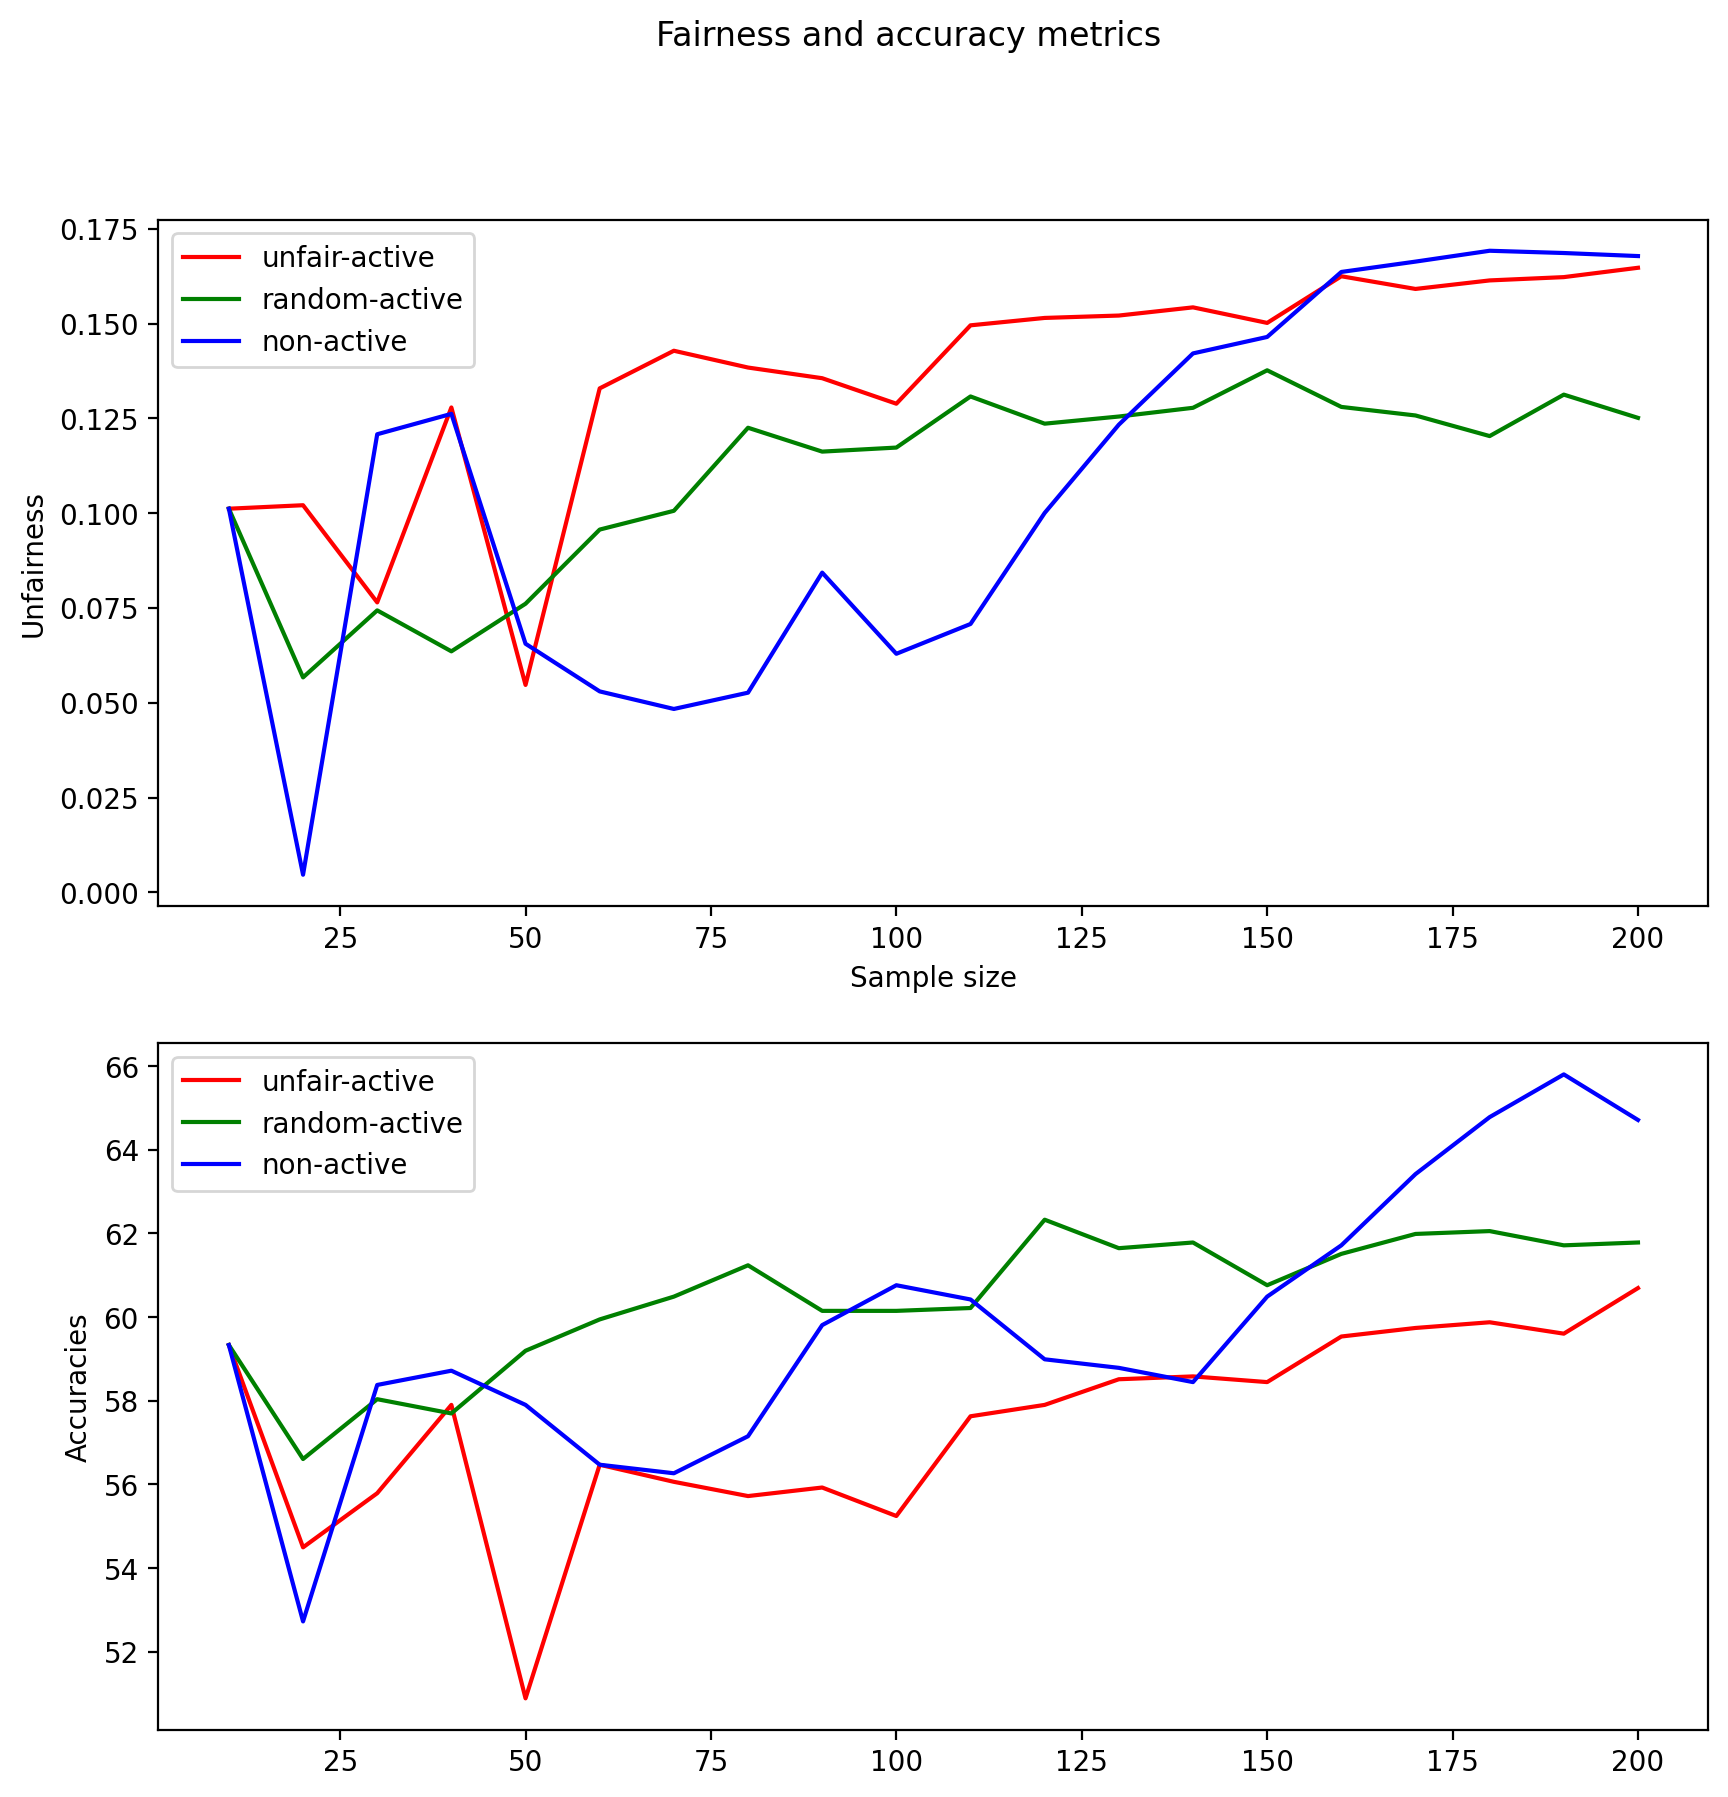 Fairness and accuracy metrics
0.175
0.150
0.125
0.100
0.075
0.050
0.025
0.000
Unfairness
unfair-active
random-active
non-active
25 50 75 100 125 150 175 200
Sample size
66
64
62
60
58
56
54
52
Accuracies
unfair-active
random-active
non-active
25 50 75 100 125 150 175 200